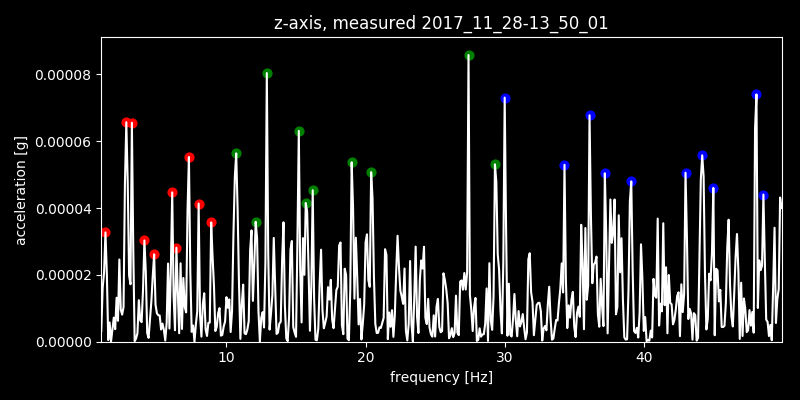 z-axis, measured 2017_11_28-13_50_01
0.00008
0.00006
0.00004
0.00002
0.00000
acceleration [g]
10 20 30 40
frequency [Hz]